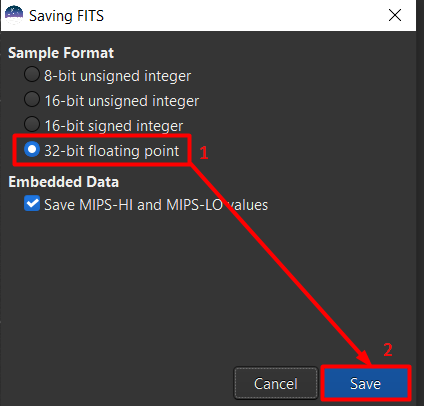 Saving FITS
Sample Format
8-bit unsigned integer
16-bit unsigned integer
16-bit signed integer
32-bit floating point 1
Embedded Data
Save MIPS-HI and MIPS-LO values
2
Cancel Save